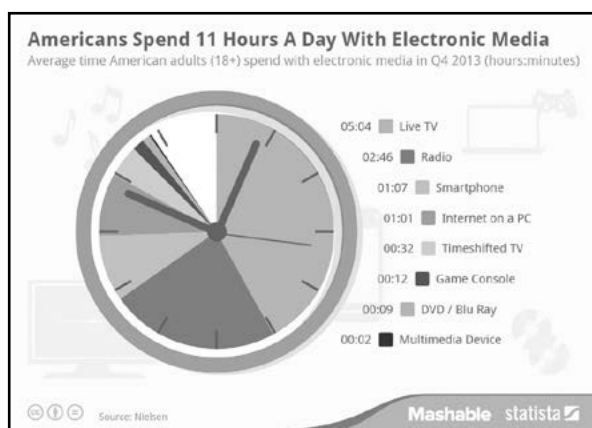 Americans Spend 11 Hours A Day With Electronic Media
Average time American adults (18+) spend with electronic media in Q4 2013 (hours:minutes)
05:04 Live TV
02:46 Radio
01:07 Smartphone
01:01 Internet on a PC
00:32 Timeshifted TV
00:12 Game Console
00:09 DVD / Blu Ray
00:02 Multimedia Device
cc
Source: Nielsen
Mashable statista